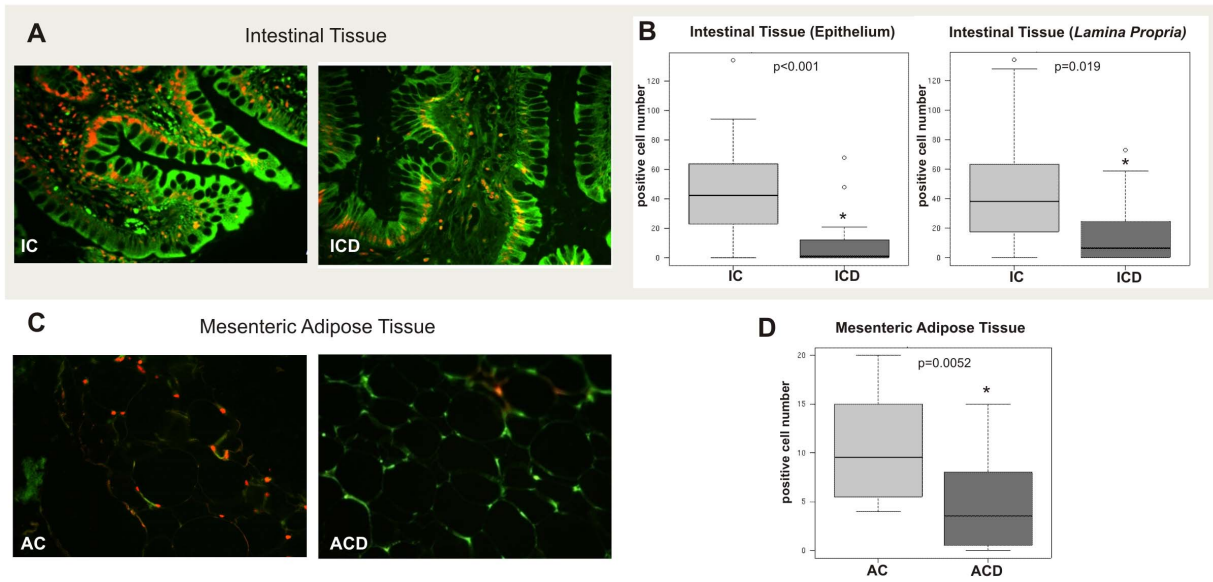 A
Intestinal Tissue
IC
ICD
B
Intestinal Tissue (Epithelium)
p<0.001
positive cell number
120
100
80
60
40
20
0
*
IC
ICD
Intestinal Tissue (Lamina Propria)
p=0.019
positive cell number
120
100
80
60
40
20
0
*
IC
ICD
C
Mesenteric Adipose Tissue
AC
ACD
D
Mesenteric Adipose Tissue
p=0.0052
positive cell number
20
15
10
5
0
*
AC
ACD